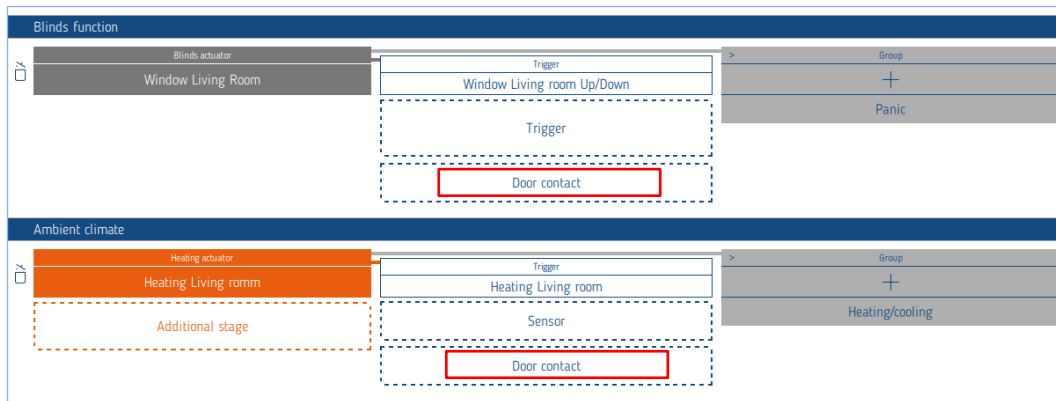 Blinds function
Blinds actuator
Window Living Room
Trigger
Window Living room Up/Down
Trigger
Door contact
> Group
+
Panic
Ambient climate
Heating actuator
Heating Living romm
Additional stage
Trigger
Heating Living room
Sensor
Door contact
> Group
+
Heating/cooling